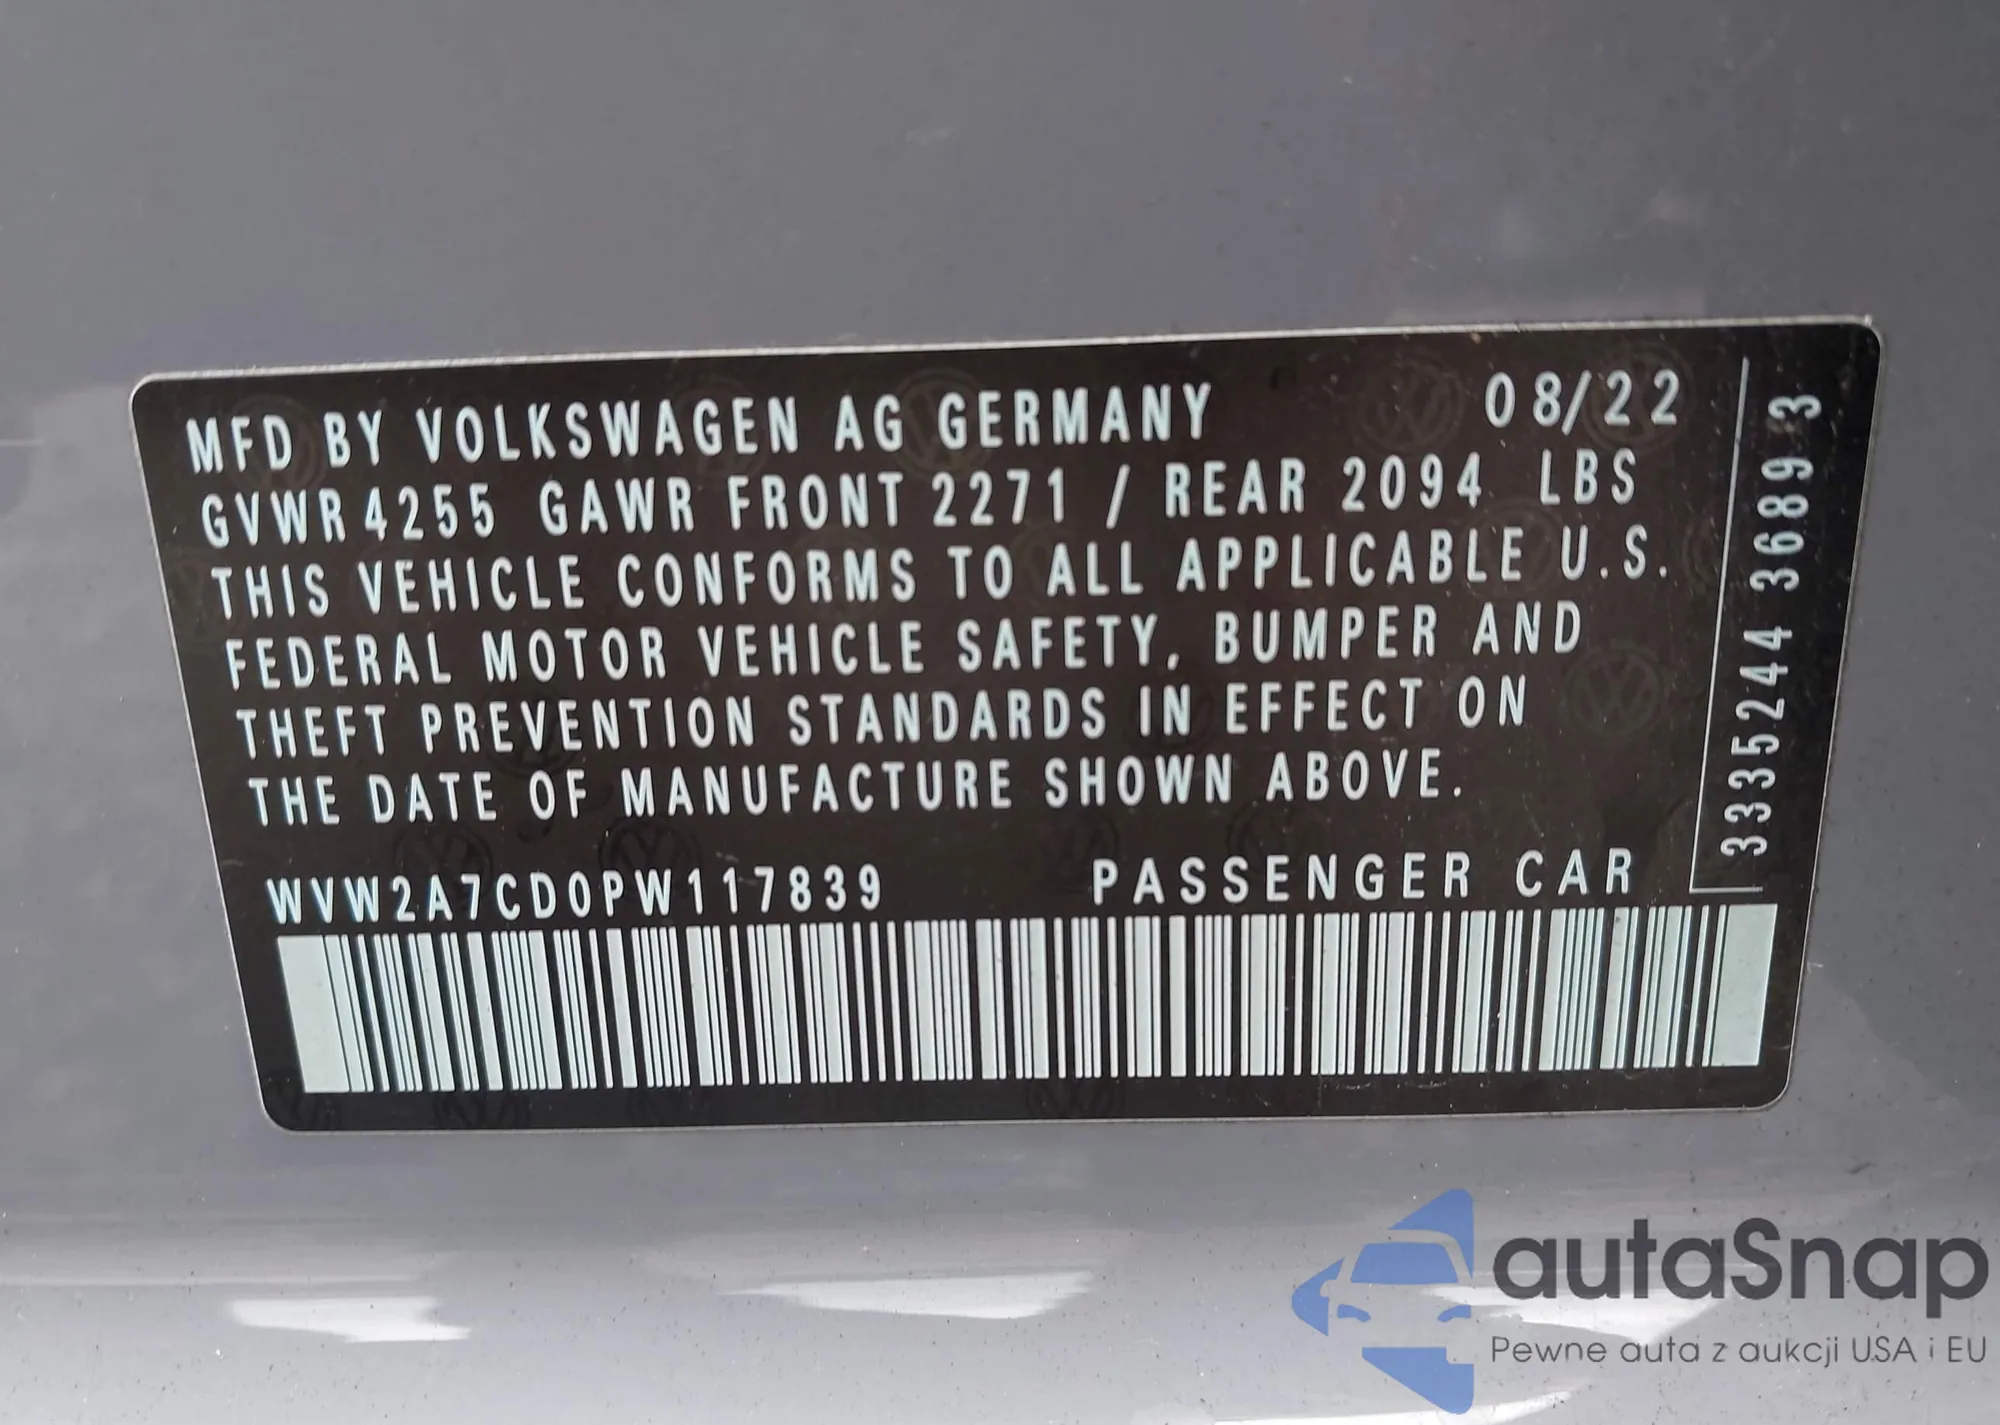 MFD BY VOLKSWAGEN AG GERMANY 08/22
GVWR 4255 GAWR FRONT 2271 / REAR 2094 LBS
THIS VEHICLE CONFORMS TO ALL APPLICABLE U.S.
FEDERAL MOTOR VEHICLE SAFETY, BUMPER AND
THEFT PREVENTION STANDARDS IN EFFECT ON
THE DATE OF MANUFACTURE SHOWN ABOVE.
WVW2A7CD0PW117839 PASSENGER CAR
3335244 3689 3
autaSnap
Pewne auta z aukcji USA i EU